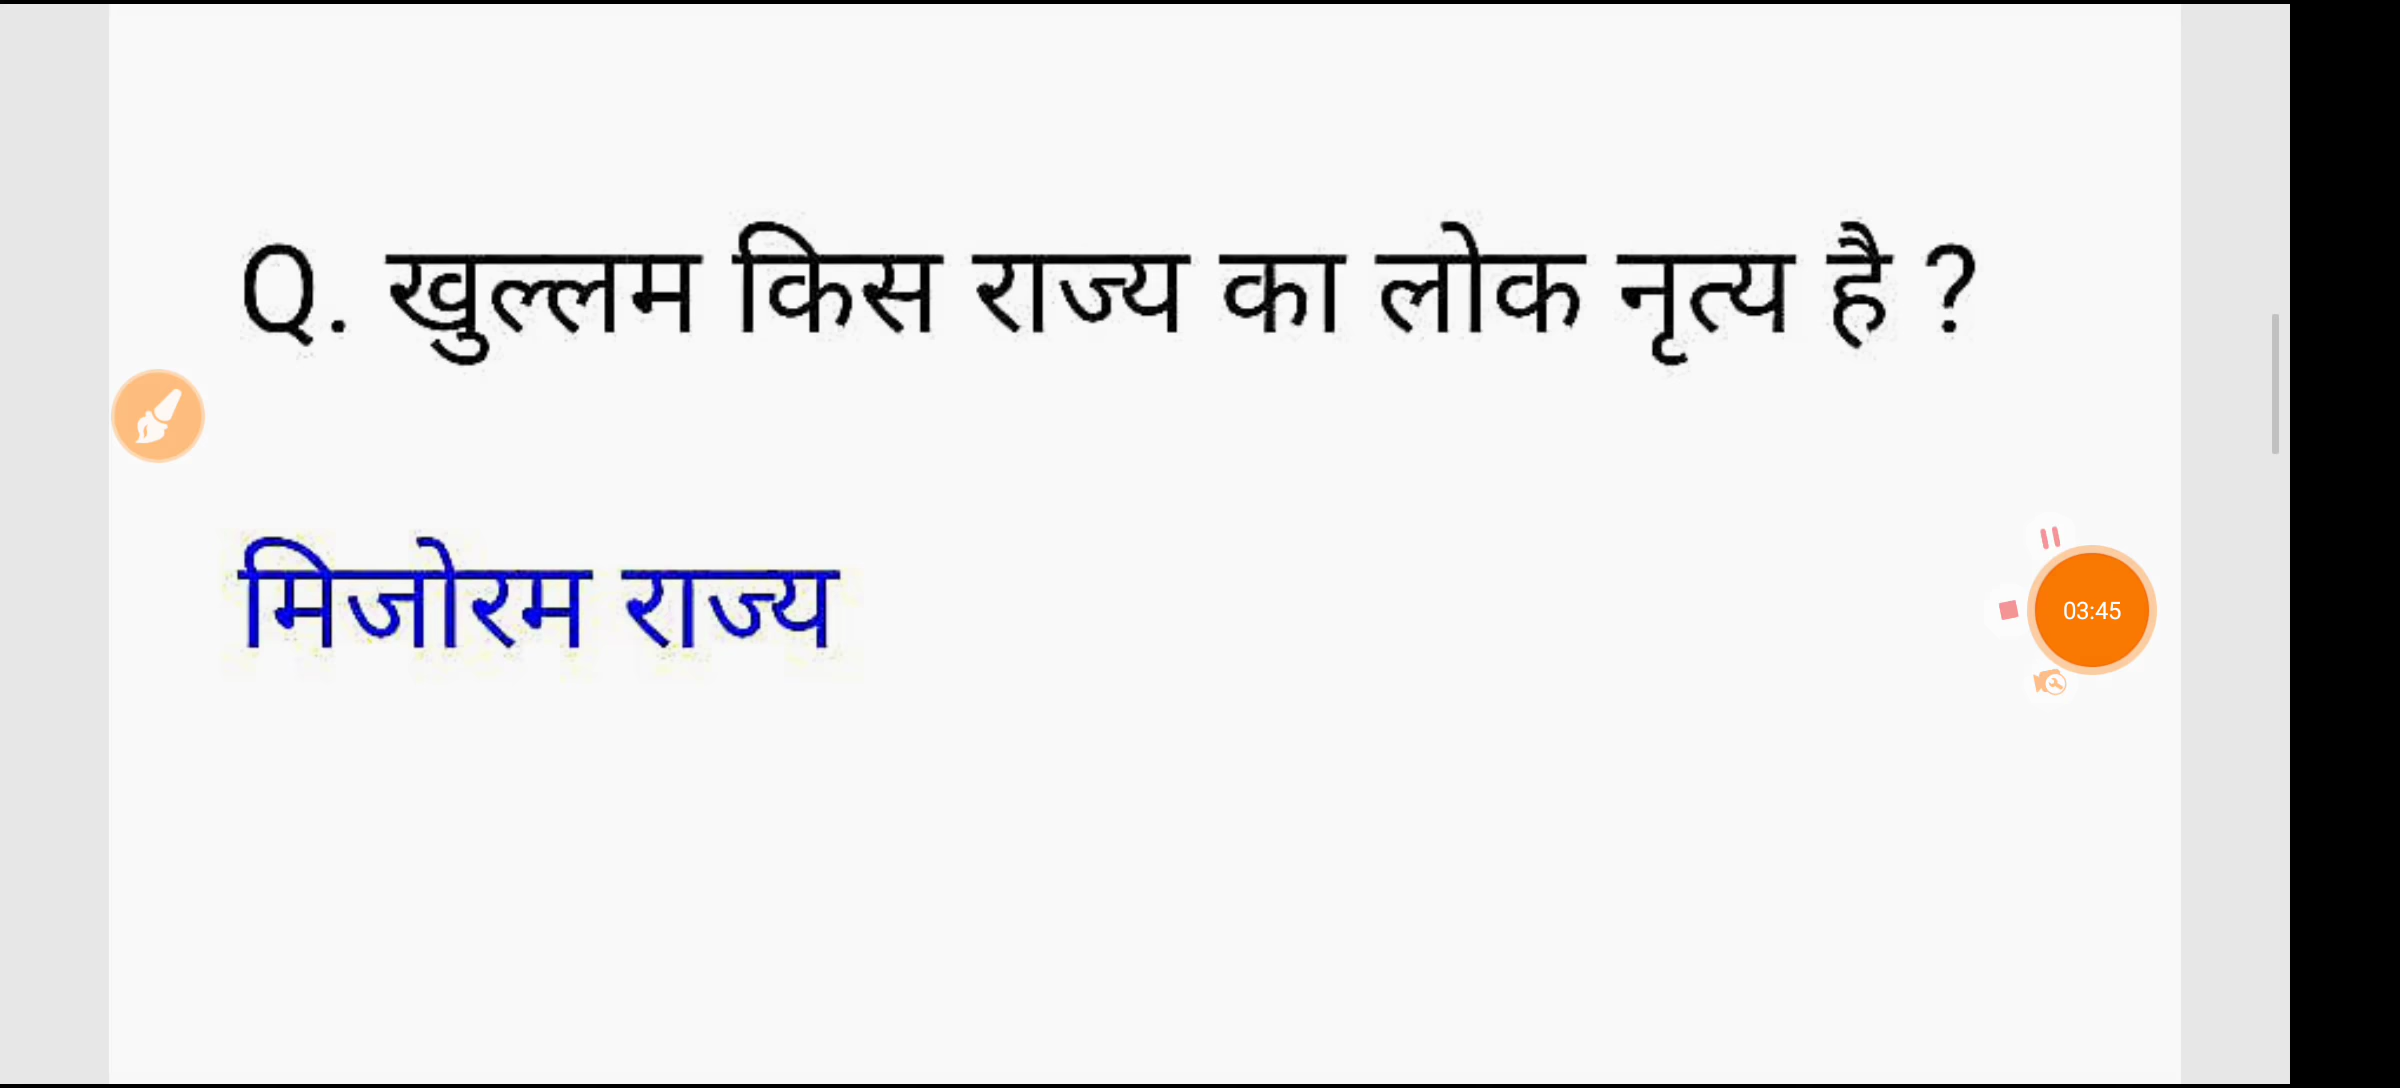 Q. खुल्लम किस राज्य का लोक नृत्य है ?
मिजोरम राज्य
03:45